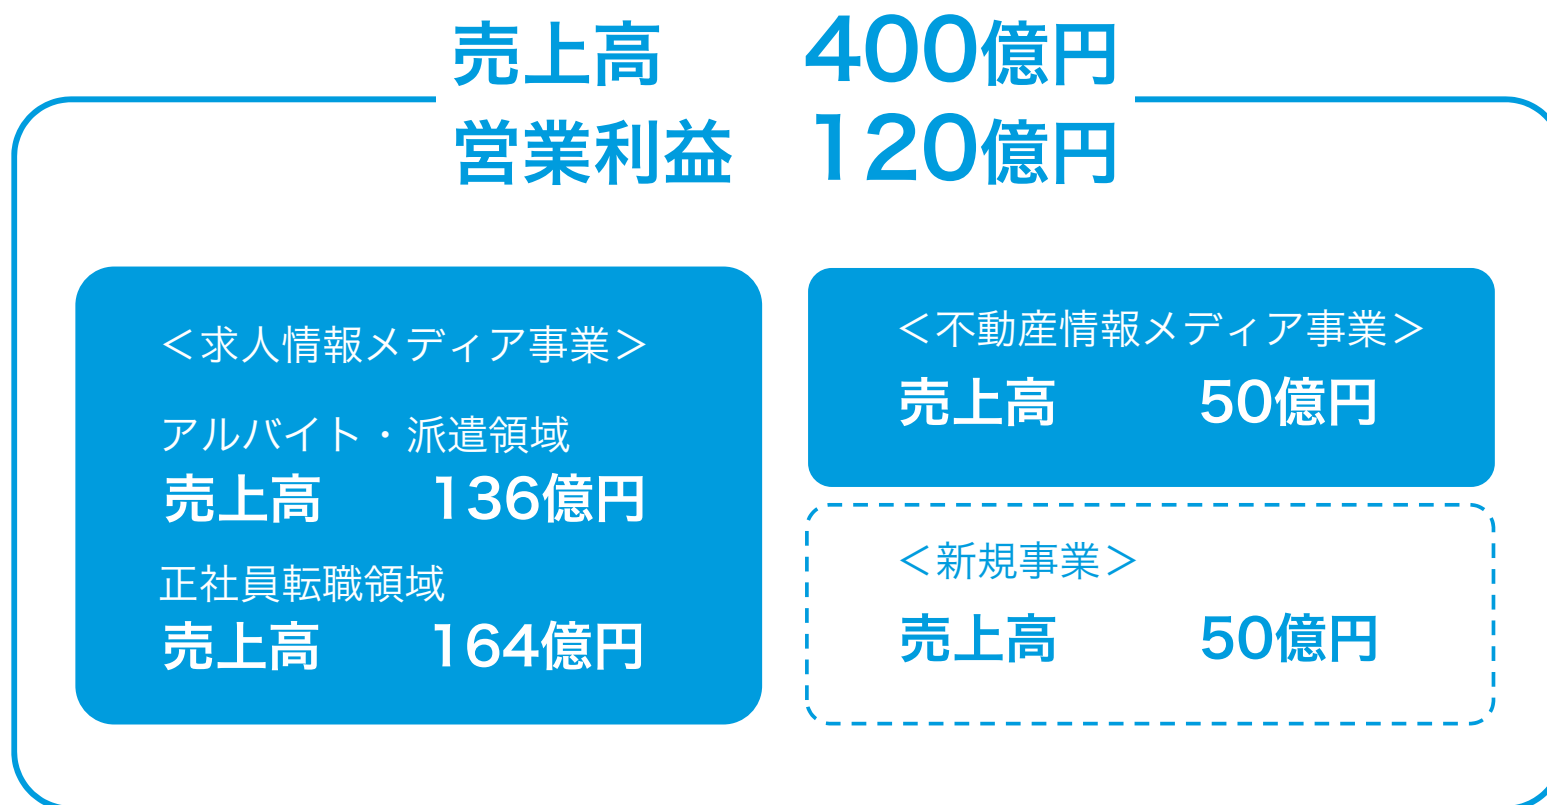 売上高 400億円
営業利益 120億円
＜求人情報メディア事業＞
アルバイト・派遣領域
売上高 136億円
正社員転職領域
売上高 164億円
＜不動産情報メディア事業＞
売上高 50億円
＜新規事業＞
売上高 50億円